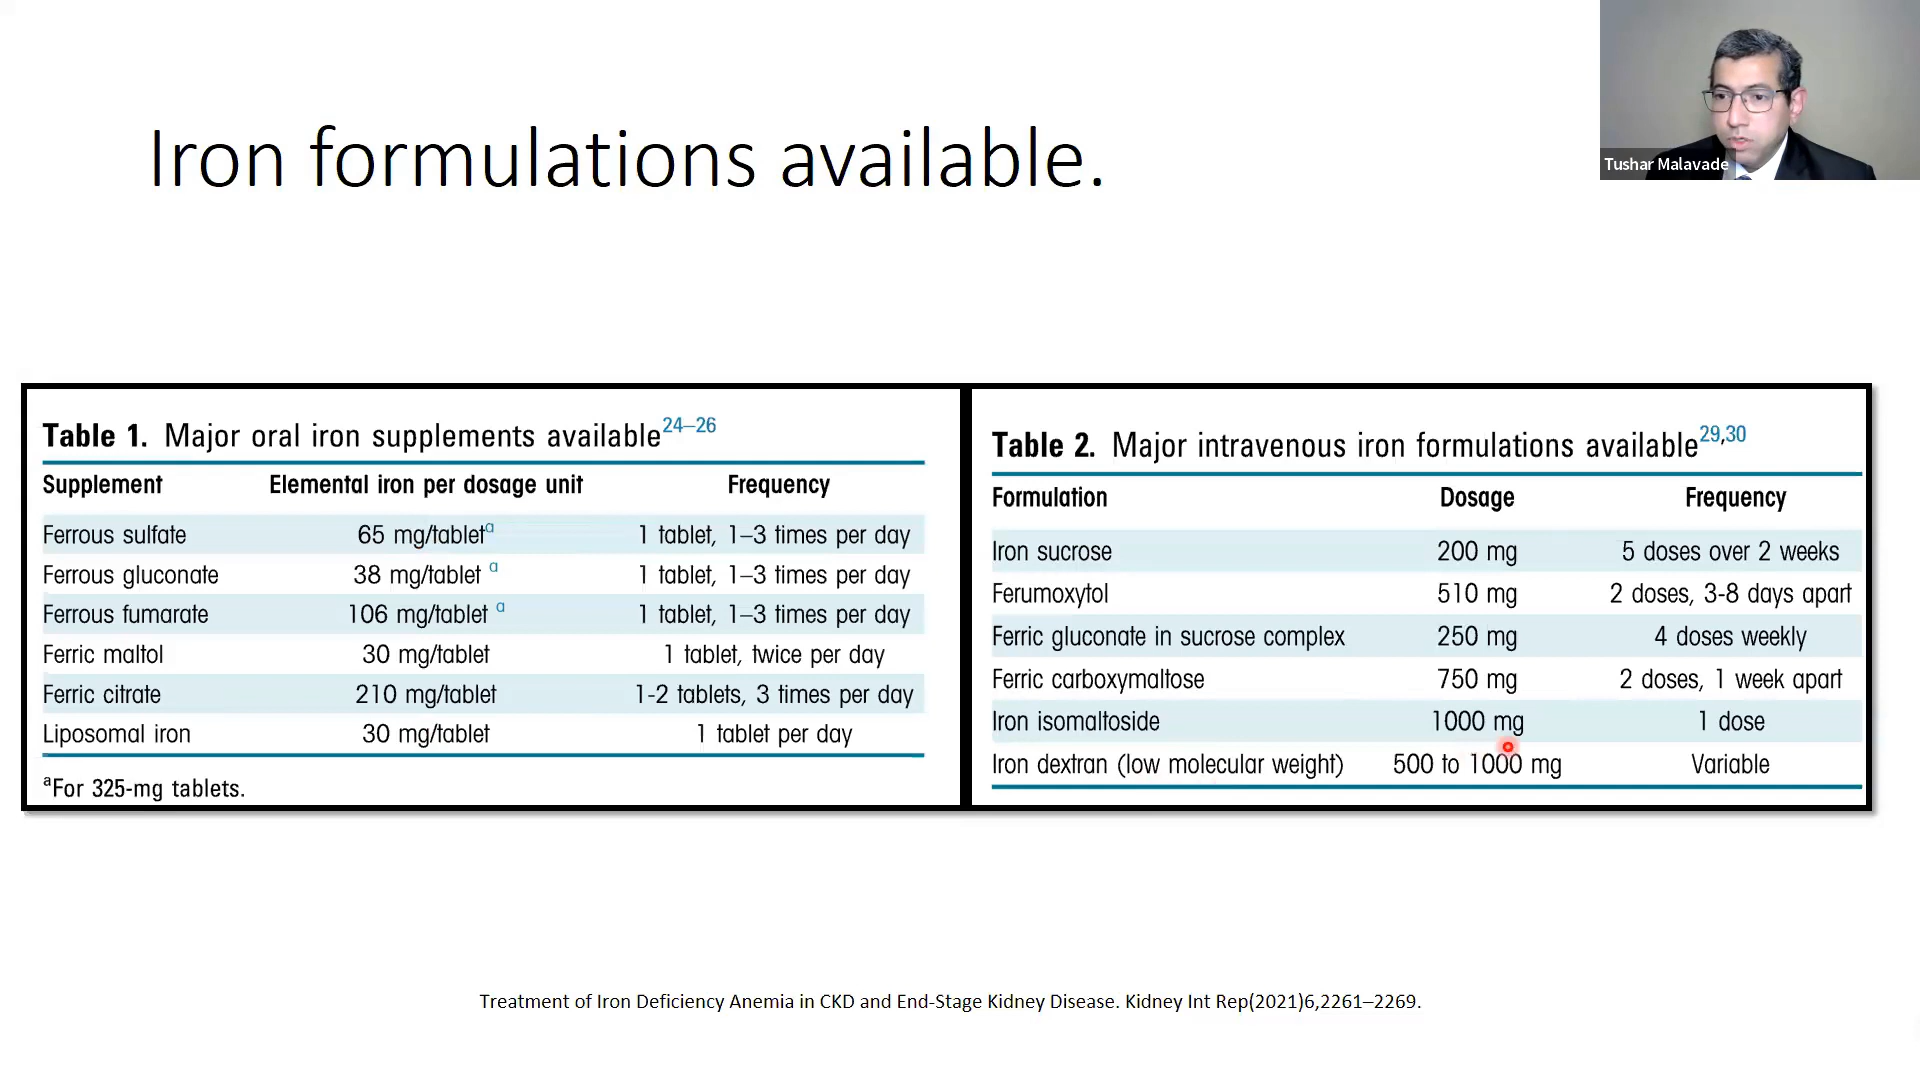 Iron formulations available.
Tushar Malavade
Table 1. Major oral iron supplements available24–26
Supplement Elemental iron per dosage unit Frequency
Ferrous sulfate 65 mg/tableta 1 tablet, 1–3 times per day
Ferrous gluconate 38 mg/tablet a 1 tablet, 1–3 times per day
Ferrous fumarate 106 mg/tablet a 1 tablet, 1–3 times per day
Ferric maltol 30 mg/tablet 1 tablet, twice per day
Ferric citrate 210 mg/tablet 1-2 tablets, 3 times per day
Liposomal iron 30 mg/tablet 1 tablet per day
aFor 325-mg tablets.
Table 2. Major intravenous iron formulations available29,30
Formulation Dosage Frequency
Iron sucrose 200 mg 5 doses over 2 weeks
Ferumoxytol 510 mg 2 doses, 3-8 days apart
Ferric gluconate in sucrose complex 250 mg 4 doses weekly
Ferric carboxymaltose 750 mg 2 doses, 1 week apart
Iron isomaltoside 1000 mg 1 dose
Iron dextran (low molecular weight) 500 to 1000 mg Variable
Treatment of Iron Deficiency Anemia in CKD and End-Stage Kidney Disease. Kidney Int Rep(2021)6,2261–2269.